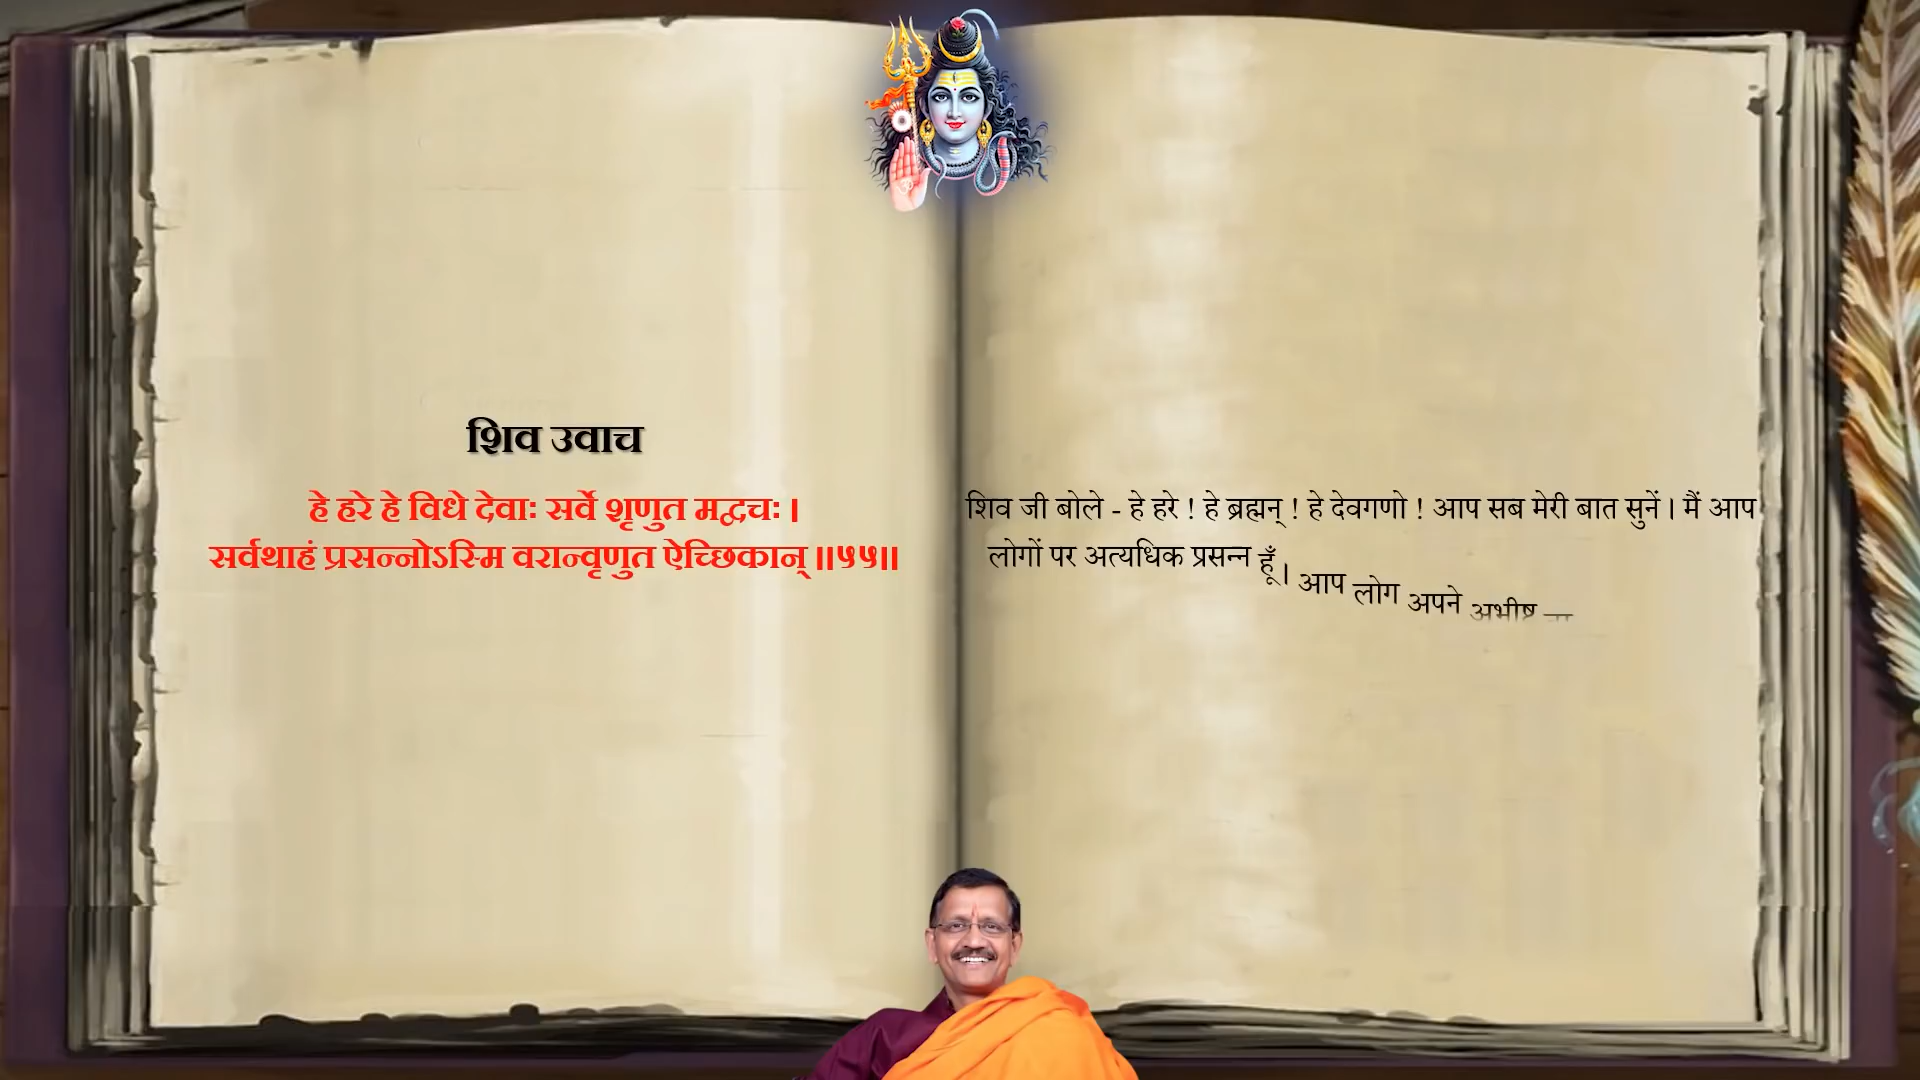 शिव उवाच
हे हरे हे विधे देवाः सर्वे शृणुत मद्वचः ।
सर्वथाहं प्रसन्नोऽस्मि वरान्वृणुत ऐच्छिकान् ॥५५॥
शिव जी बोले - हे हरे ! हे ब्रह्मन् ! हे देवगणो ! आप सब मेरी बात सुनें । मैं आप
लोगों पर अत्यधिक प्रसन्न हूँ । आप लोग अपने अभीष्ट